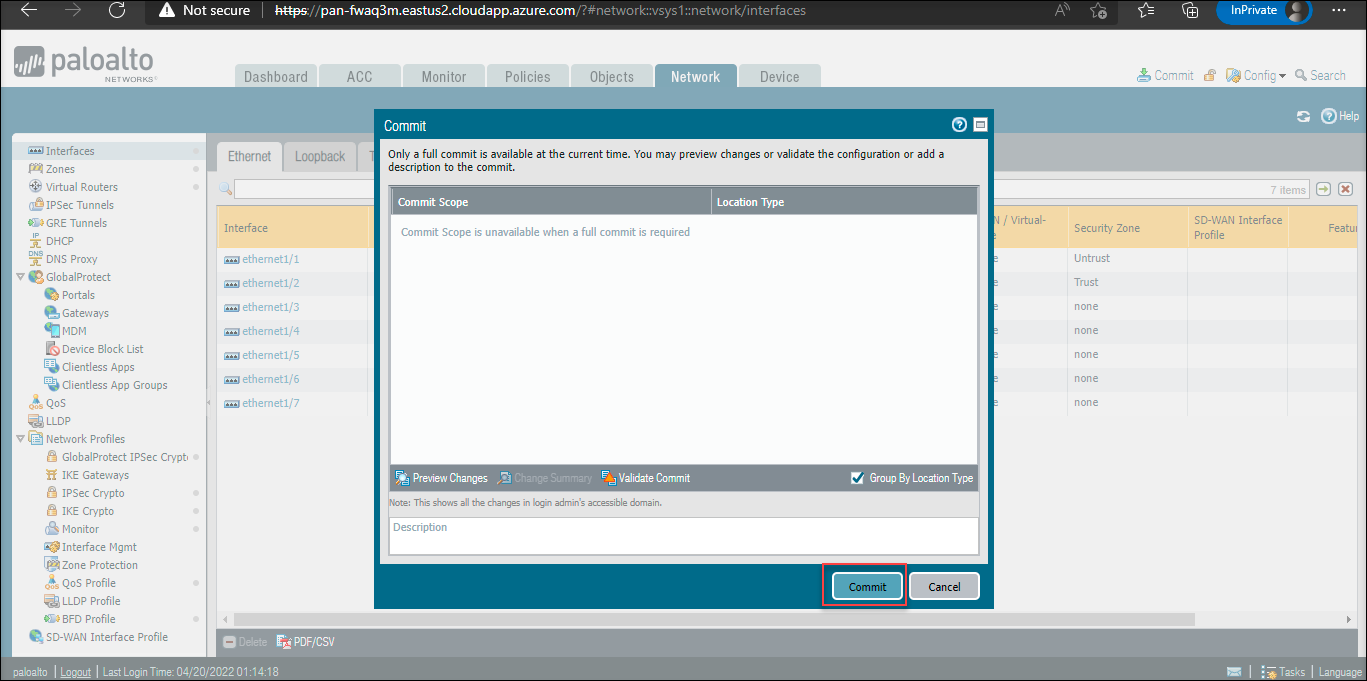 Not secure
https://pan-fwaq3m.eastus2.cloudapp.azure.com/?#network::vsys1::network/interfaces
InPrivate
paloalto
NETWORKS
Dashboard
ACC
Monitor
Policies
Objects
Network
Device
Commit
Config
Search
Help
Interfaces
Zones
Virtual Routers
IPSec Tunnels
GRE Tunnels
DHCP
DNS Proxy
GlobalProtect
Portals
Gateways
MDM
Device Block List
Clientless Apps
Clientless App Groups
QoS
LLDP
Network Profiles
GlobalProtect IPSec Crypt
IKE Gateways
IPSec Crypto
IKE Crypto
Monitor
Interface Mgmt
Zone Protection
QoS Profile
LLDP Profile
BFD Profile
SD-WAN Interface Profile
Ethernet
Loopback
T
7 items
Interface
N / Virtual-
e
Security Zone
SD-WAN Interface
Profile
Featur
ethernet1/1
e
Untrust
ethernet1/2
e
Trust
ethernet1/3
e
none
ethernet1/4
e
none
ethernet1/5
e
none
ethernet1/6
e
none
ethernet1/7
e
none
Commit
Only a full commit is available at the current time. You may preview changes or validate the configuration or add a
description to the commit.
Commit Scope
Location Type
Commit Scope is unavailable when a full commit is required
Preview Changes
Change Summary
Validate Commit
Group By Location Type
Note: This shows all the changes in login admin's accessible domain.
Description
Commit
Cancel
Delete
PDF/CSV
paloalto | Logout | Last Login Time: 04/20/2022 01:14:18
Tasks | Language